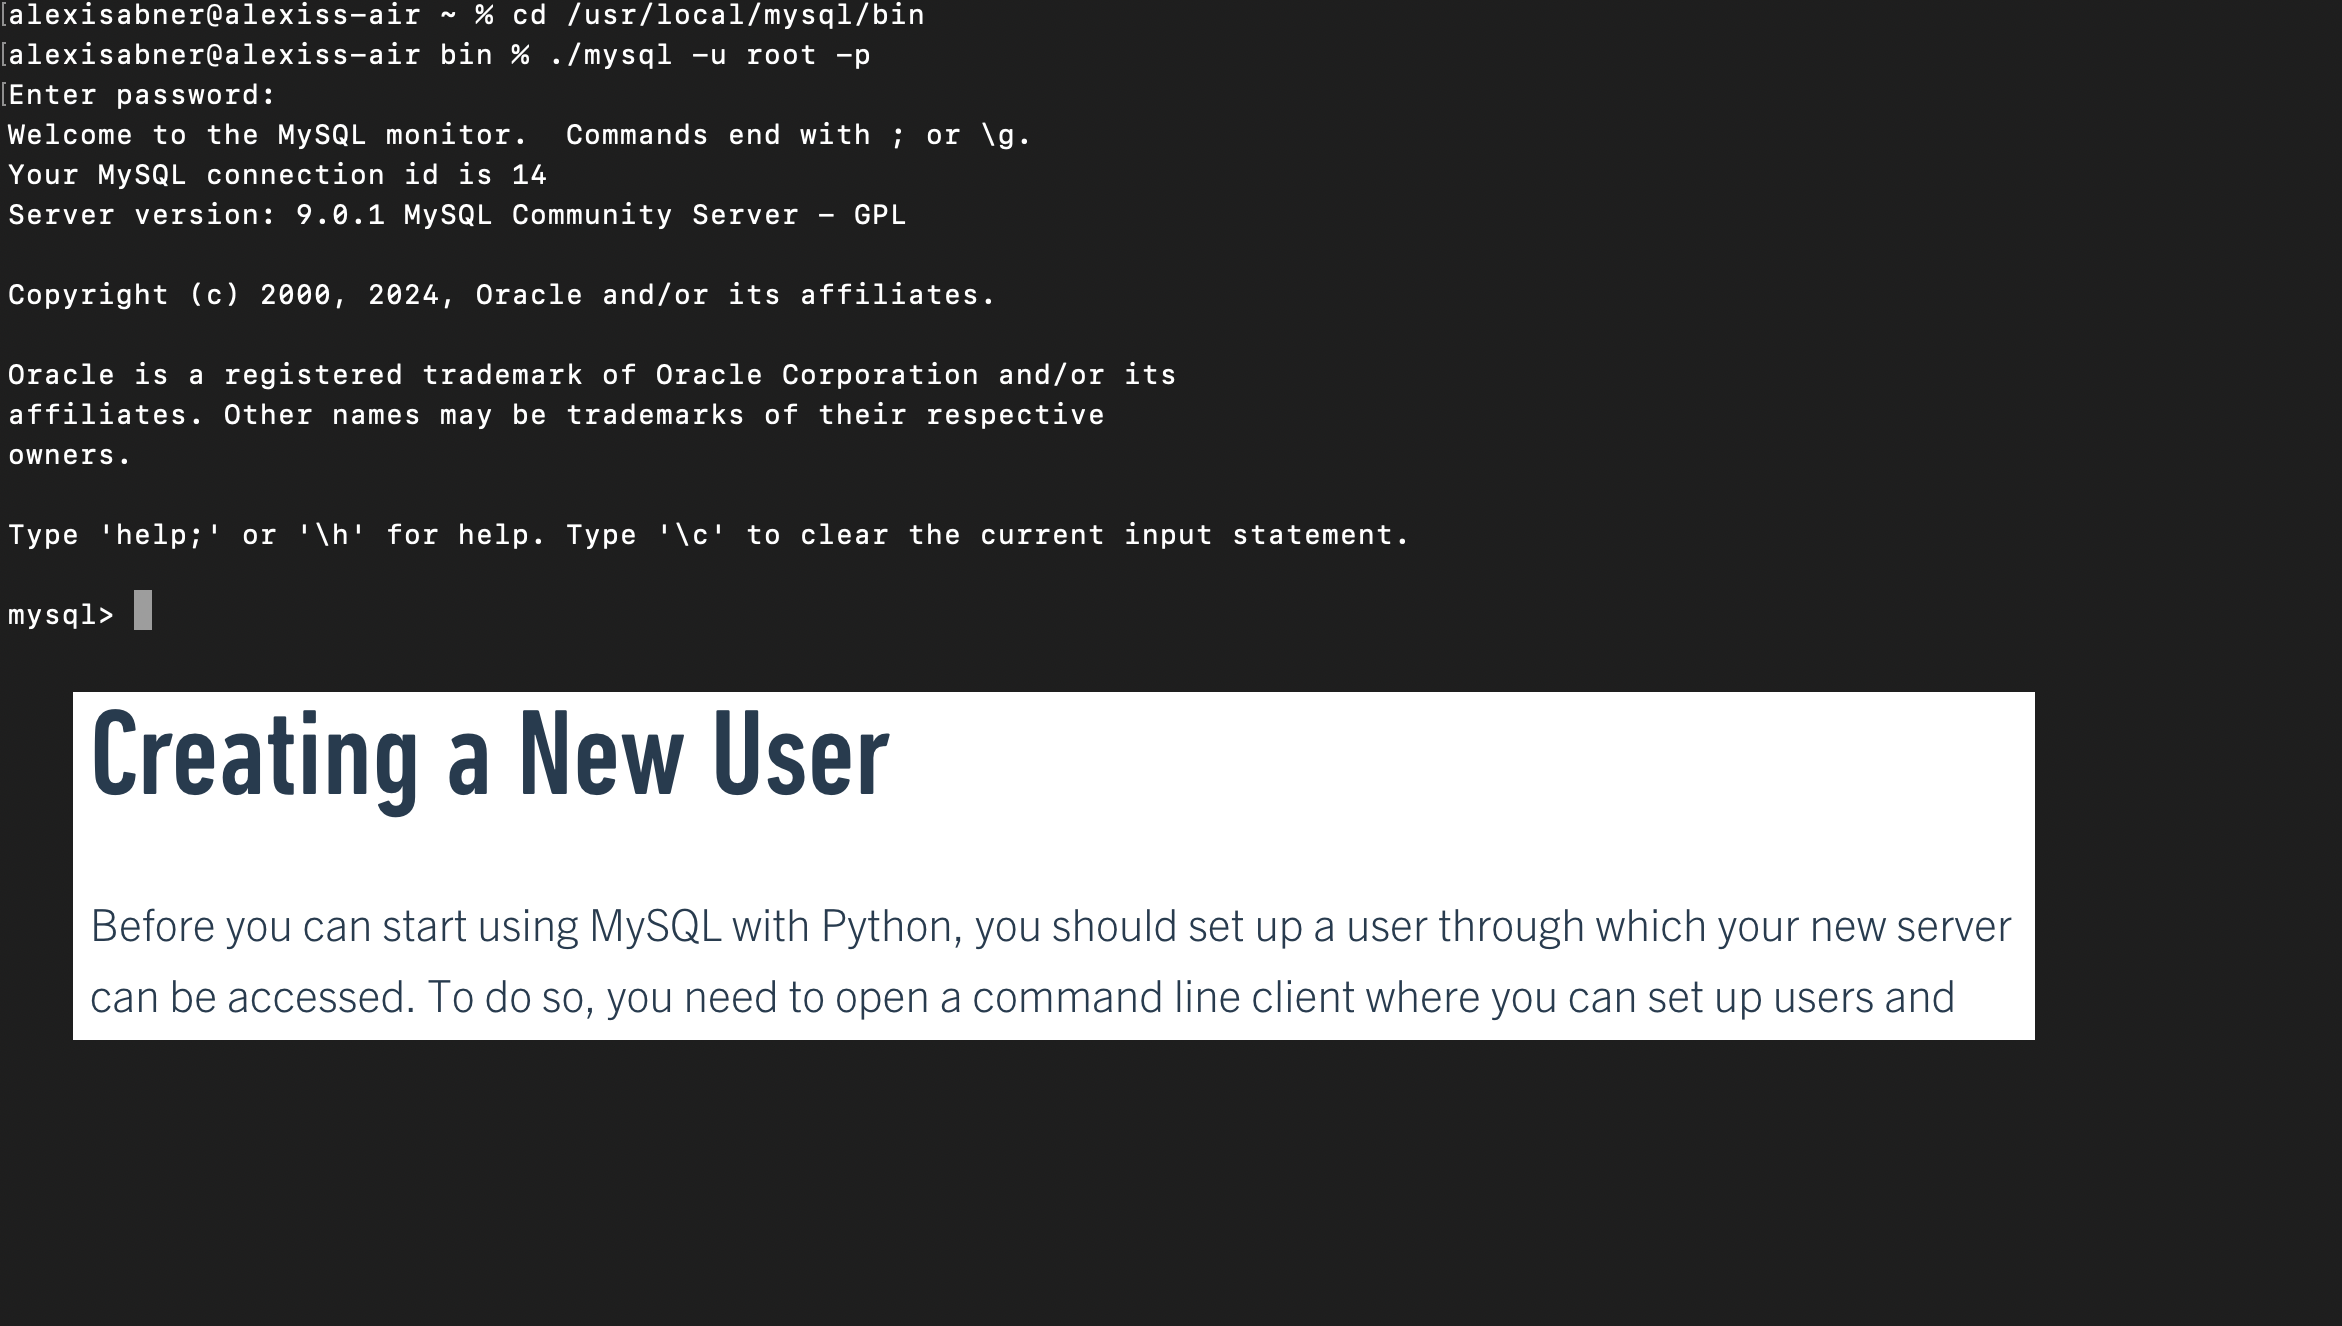 [alexisabner@alexiss-air ~ % cd /usr/local/mysql/bin
[alexisabner@alexiss-air bin % ./mysql -u root -p
[Enter password:
Welcome to the MySQL monitor.  Commands end with ; or \g.
Your MySQL connection id is 14
Server version: 9.0.1 MySQL Community Server - GPL
Copyright (c) 2000, 2024, Oracle and/or its affiliates.
Oracle is a registered trademark of Oracle Corporation and/or its
affiliates. Other names may be trademarks of their respective
owners.
Type 'help;' or '\h' for help. Type '\c' to clear the current input statement.
mysql>
Creating a New User
Before you can start using MySQL with Python, you should set up a user through which your new server
can be accessed. To do so, you need to open a command line client where you can set up users and